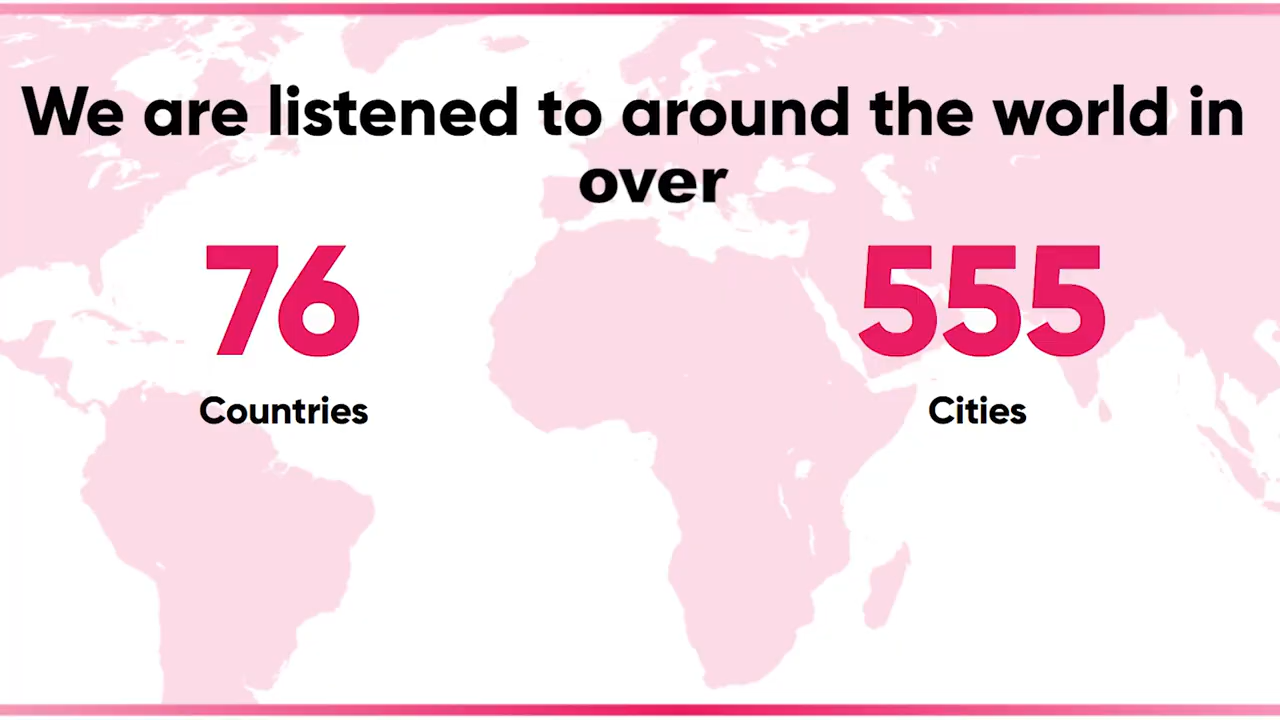 We are listened to around the world in
over
76
555
Countries
Cities